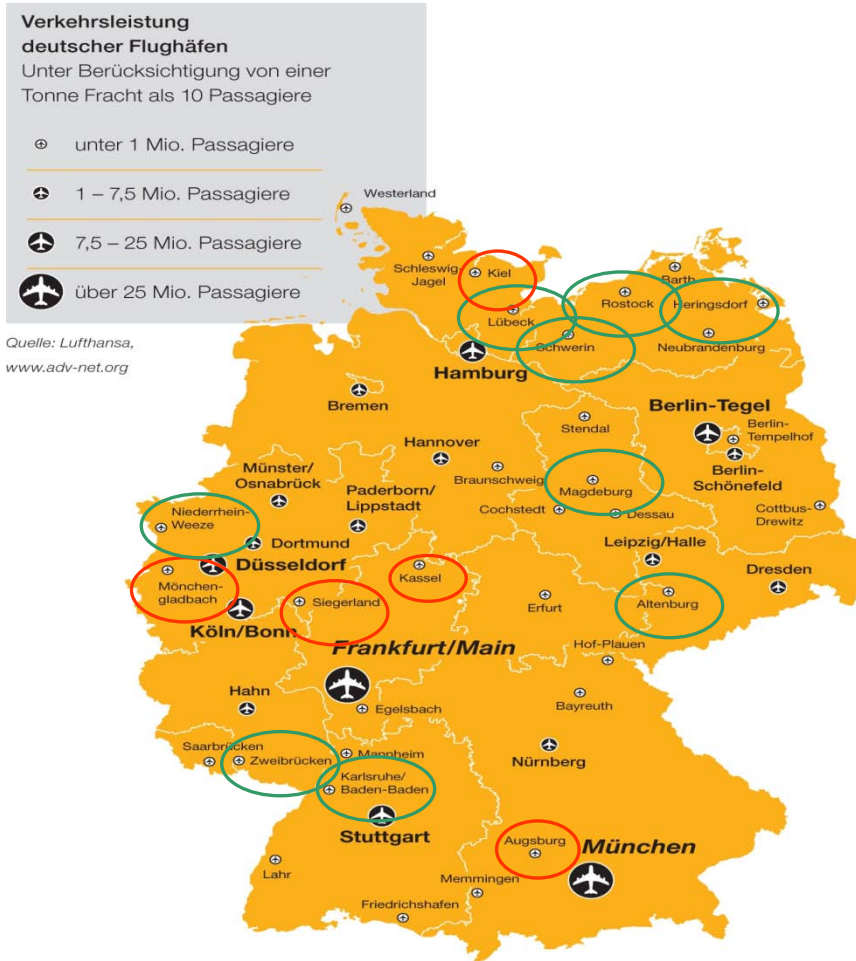 Verkehrsleistung
deutscher Flughäfen
Unter Berücksichtigung von einer
Tonne Fracht als 10 Passagiere
unter 1 Mio. Passagiere
1 – 7,5 Mio. Passagiere
7,5 – 25 Mio. Passagiere
über 25 Mio. Passagiere
Quelle: Lufthansa,
www.adv-net.org
Westerland
Schleswig
Jagel
Kiel
Barth
Rostock
Heringsdorf
Lübeck
Schwerin
Neubrandenburg
Hamburg
Bremen
Berlin-Tegel
Stendal
Berlin-
Tempelhof
Hannover
Berlin-
Schönefeld
Münster/
Osnabrück
Braunschweig
Magdeburg
Paderborn/
Lippstadt
Cochstedt
Dessau
Cottbus-
Drewitz
Niederrhein-
Weeze
Dortmund
Leipzig/Halle
Düsseldorf
Kassel
Dresden
Mönchen-
gladbach
Siegerland
Erfurt
Altenburg
Köln/Bonn
Frankfurt/Main
Hof-Plauen
Hahn
Egelsbach
Bayreuth
Saarbrücken
Zweibrücken
Mannheim
Nürnberg
Karlsruhe/
Baden-Baden
Stuttgart
Augsburg
München
Lahr
Memmingen
Friedrichshafen